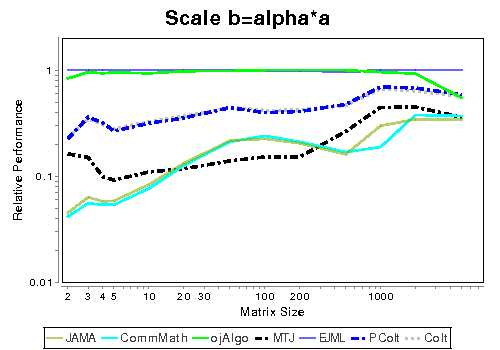 Scale b=alpha*a
Relative Performance
1
0.1
0.01
2 3 4 5 10 20 30 100 200 1000
Matrix Size
JAMA CommMath ojAlgo MTJ EJML PColt Colt